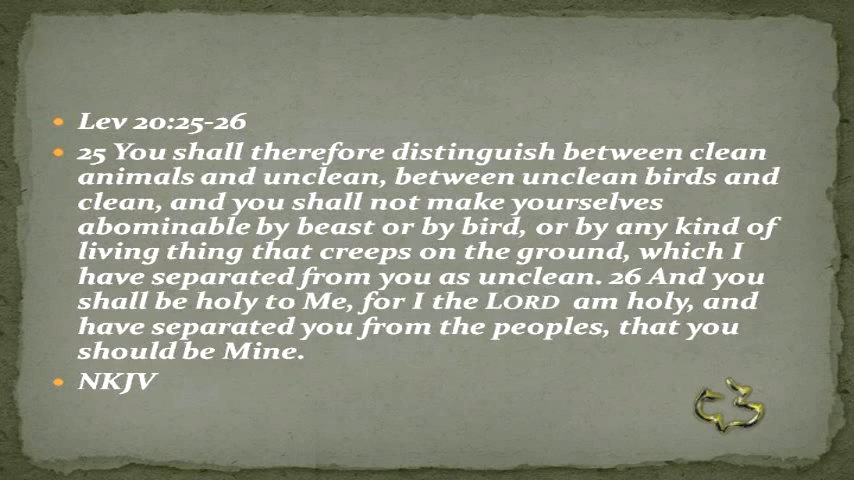 Lev 20:25-26
25 You shall therefore distinguish between clean
animals and unclean, between unclean birds and
clean, and you shall not make yourselves
abominable by beast or by bird, or by any kind of
living thing that creeps on the ground, which I
have separated from you as unclean. 26 And you
shall be holy to Me, for I the LORD am holy, and
have separated you from the peoples, that you
should be Mine.
NKJV